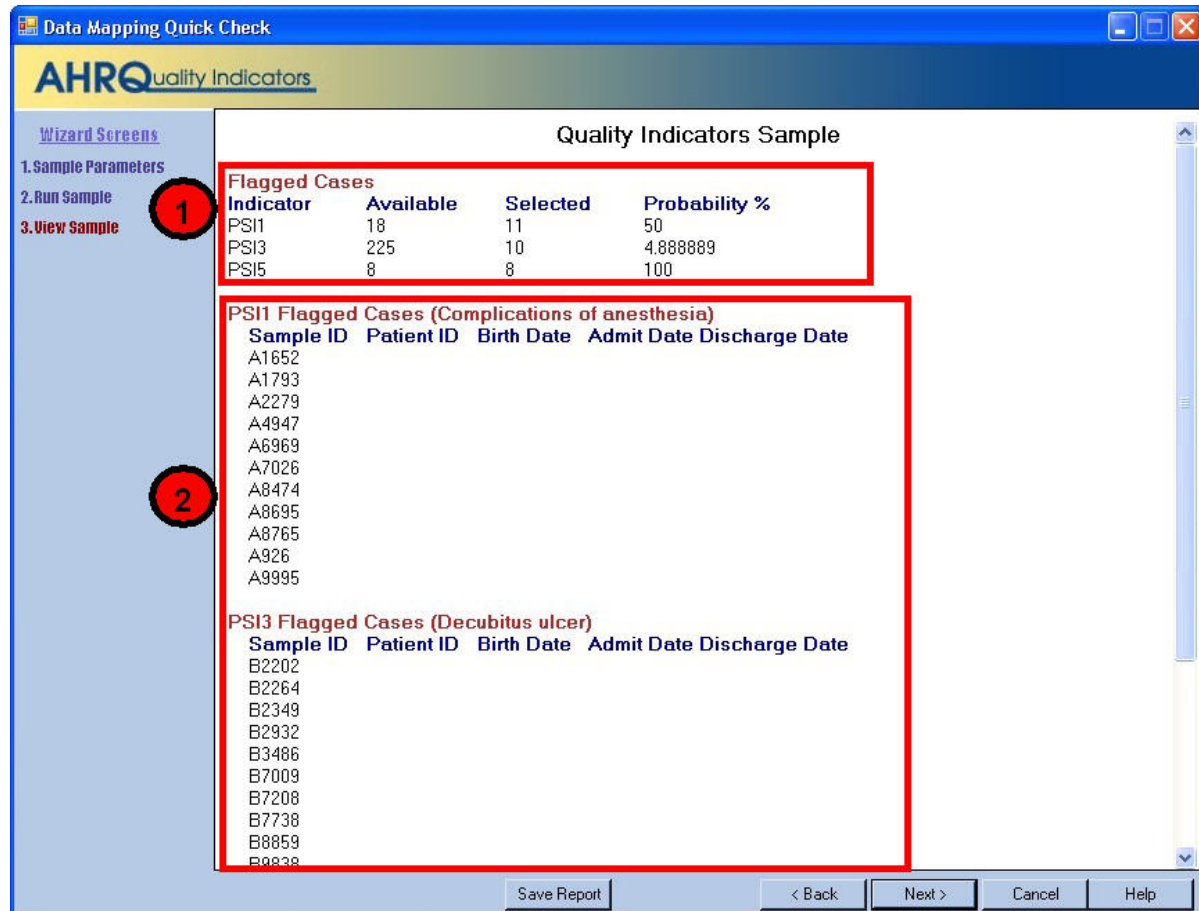 Data Mapping Quick Check
AHRQuality Indicators
Wizard Screens
1.Sample Parameters
2.Run Sample
3.View Sample
Quality Indicators Sample
1
Flagged Cases
Indicator Available Selected Probability %
PSI1 18 11 50
PSI3 225 10 4.888889
PSI5 8 8 100
2
PSI1 Flagged Cases (Complications of anesthesia)
Sample ID Patient ID Birth Date Admit Date Discharge Date
A1652
A1793
A2279
A4947
A6969
A7026
A8474
A8695
A8765
A926
A9995
PSI3 Flagged Cases (Decubitus ulcer)
Sample ID Patient ID Birth Date Admit Date Discharge Date
B2202
B2264
B2349
B2932
B3486
B7009
B7208
B7738
B8859
B9838
Save Report < Back Next > Cancel Help